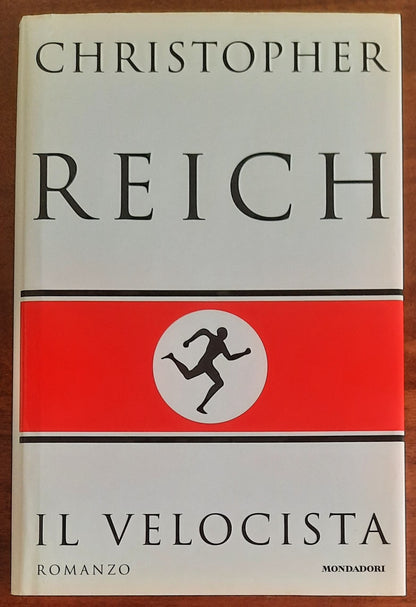 CHRISTOPHER
REICH
IL VELOCISTA
ROMANZO
MONDADORI